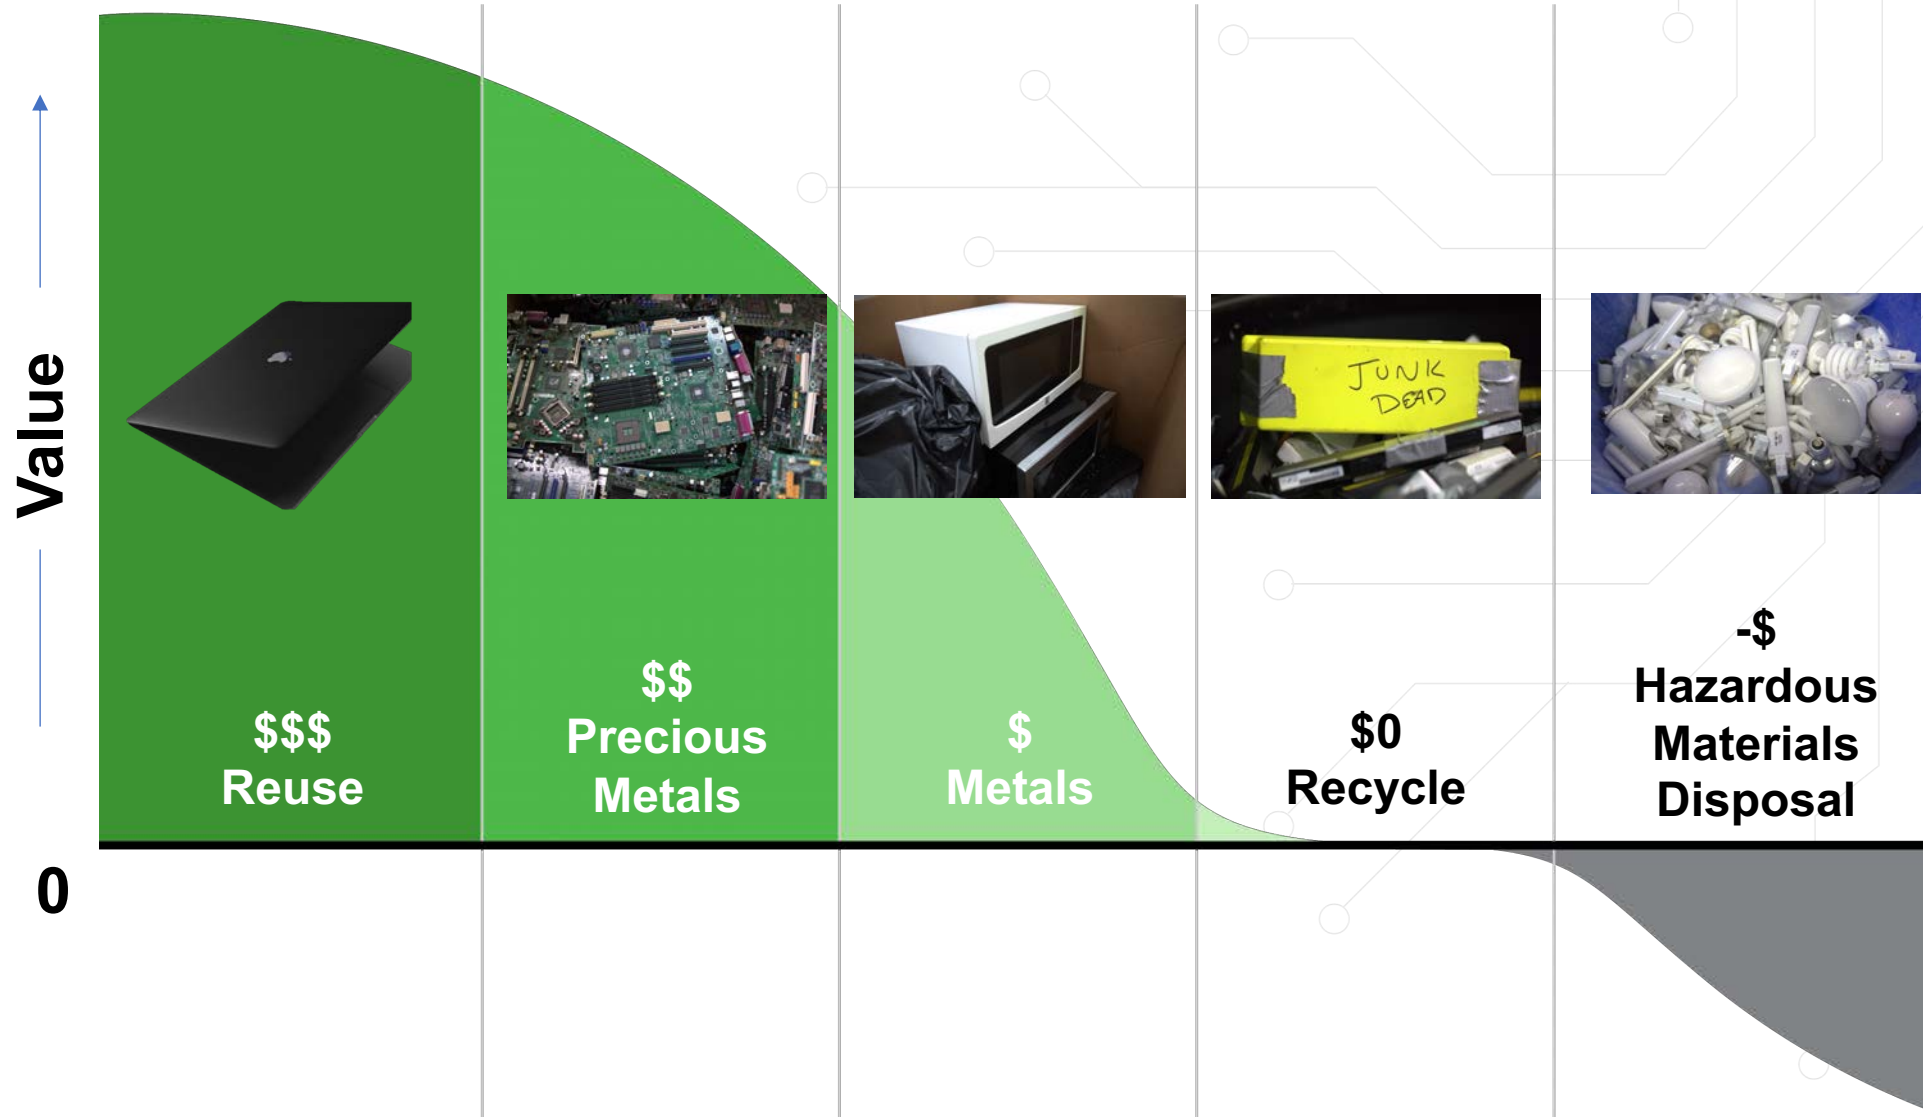 Value
0
$$$
Reuse
$$
Precious
Metals
$
Metals
JUNK
DEAD
$0
Recycle
-$
Hazardous
Materials
Disposal